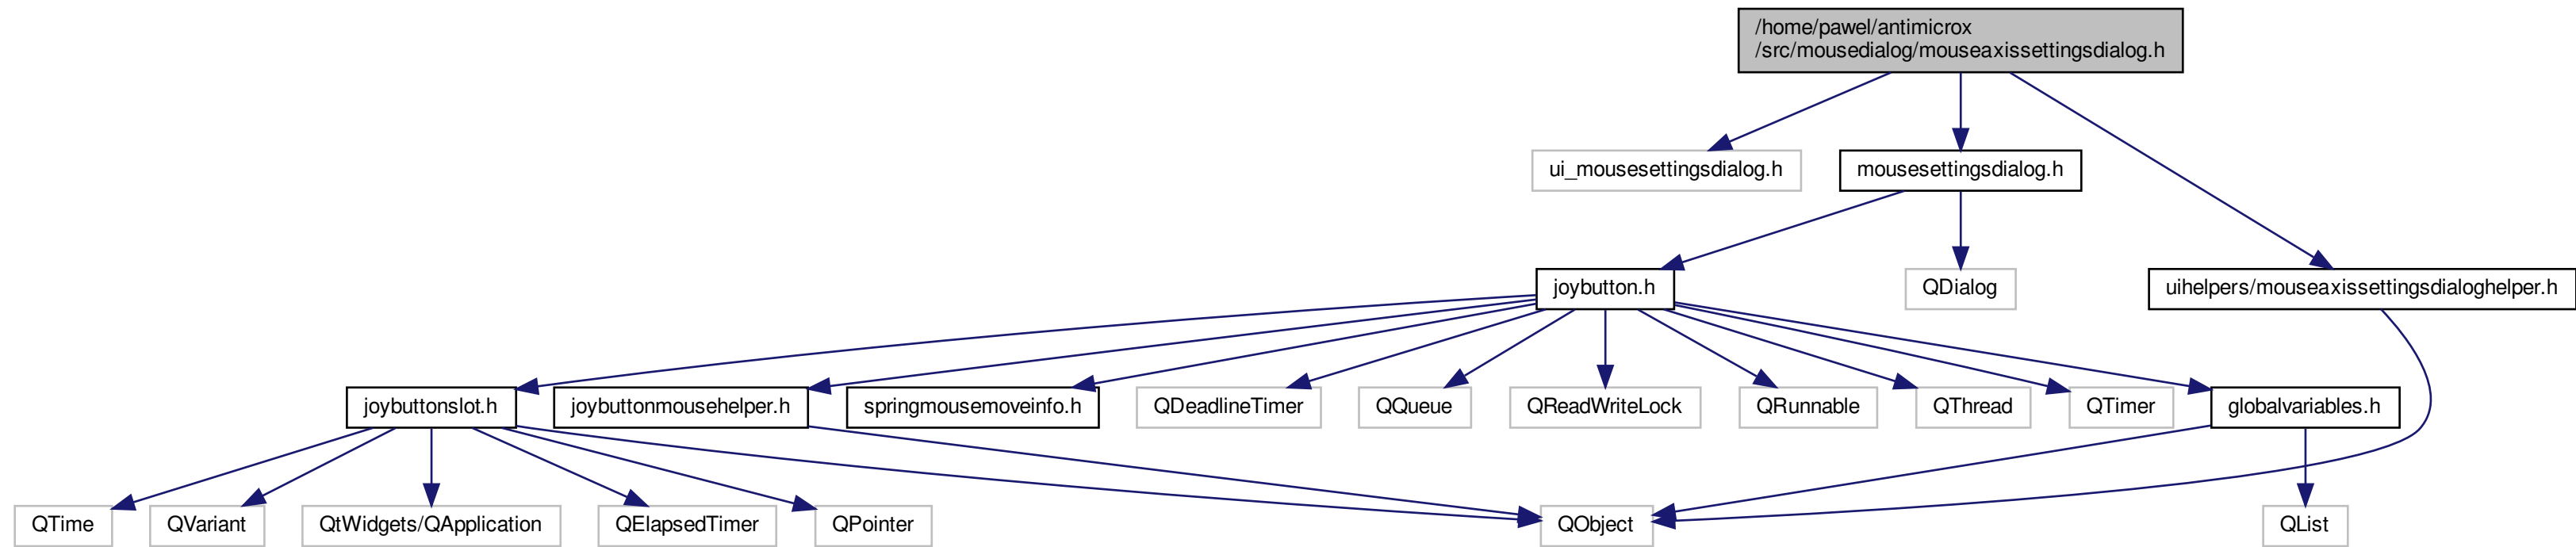 /home/pawel/antimicrox
/src/mousedialog/mouseaxissettingsdialog.h
ui_mousesettingsdialog.h
mousesettingsdialog.h
joybutton.h
QDialog
uihelpers/mouseaxissettingsdialoghelper.h
joybuttonslot.h
joybuttonmousehelper.h
springmousemoveinfo.h
QDeadlineTimer
QQueue
QReadWriteLock
QRunnable
QThread
QTimer
globalvariables.h
QTime
QVariant
QtWidgets/QApplication
QElapsedTimer
QPointer
QObject
QList